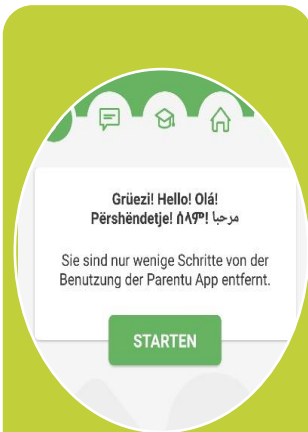 Grüezi! Hello! Olá!
Përshëndetje! ሰላም! مرحبا
Sie sind nur wenige Schritte von der
Benutzung der Parentu App entfernt.
STARTEN